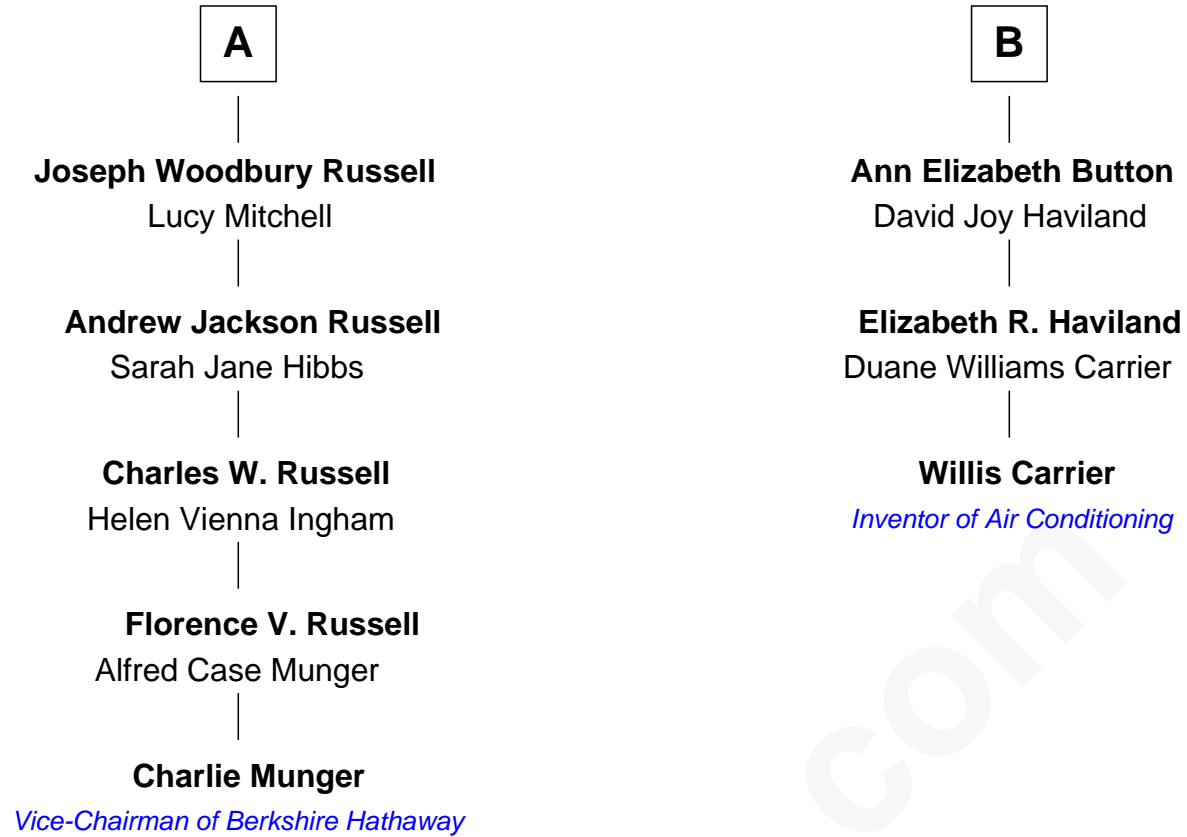 A
Joseph Woodbury Russell
Lucy Mitchell
Andrew Jackson Russell
Sarah Jane Hibbs
Charles W. Russell
Helen Vienna Ingham
Florence V. Russell
Alfred Case Munger
Charlie Munger
Vice-Chairman of Berkshire Hathaway
B
Ann Elizabeth Button
David Joy Haviland
Elizabeth R. Haviland
Duane Williams Carrier
Willis Carrier
Inventor of Air Conditioning
com